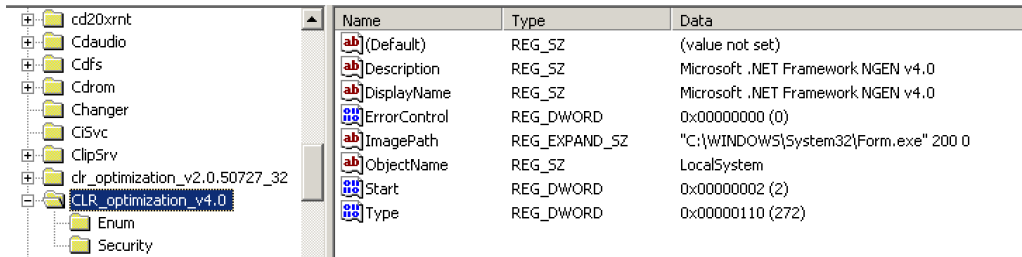 cd20xrnt
Cdaudio
Cdfs
Cdrom
Changer
CiSvc
ClipSrv
clr_optimization_v2.0.50727_32
CLR_optimization_v4.0
Enum
Security
Name Type Data
(Default) REG_SZ (value not set)
Description REG_SZ Microsoft .NET Framework NGEN v4.0
DisplayName REG_SZ Microsoft .NET Framework NGEN v4.0
ErrorControl REG_DWORD 0x00000000 (0)
ImagePath REG_EXPAND_SZ "C:\WINDOWS\System32\Form.exe" 200 0
ObjectName REG_SZ LocalSystem
Start REG_DWORD 0x00000002 (2)
Type REG_DWORD 0x00000110 (272)